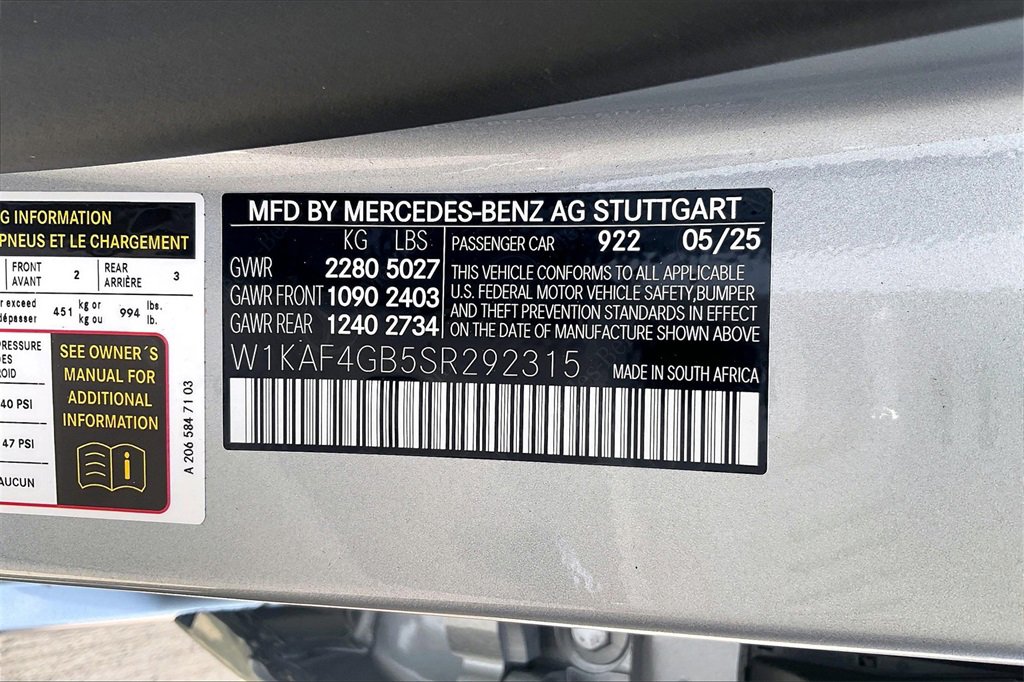 G INFORMATION
PNEUS ET LE CHARGEMENT
FRONT
AVANT 2 REAR
ARRIÈRE 3
r exceed
dépasser 451 kg or
kg ou 994 lbs.
lb.
RESSURE
DES
ROID
40 PSI
47 PSI
AUCUN
SEE OWNER´S
MANUAL FOR
ADDITIONAL
INFORMATION
A 206 584 71 03
MFD BY MERCEDES-BENZ AG STUTTGART
KG LBS
GVWR 2280 5027
GAWR FRONT 1090 2403
GAWR REAR 1240 2734
PASSENGER CAR 922 05/25
THIS VEHICLE CONFORMS TO ALL APPLICABLE
U.S. FEDERAL MOTOR VEHICLE SAFETY,BUMPER
AND THEFT PREVENTION STANDARDS IN EFFECT
ON THE DATE OF MANUFACTURE SHOWN ABOVE
W1KAF4GB5SR292315 MADE IN SOUTH AFRICA